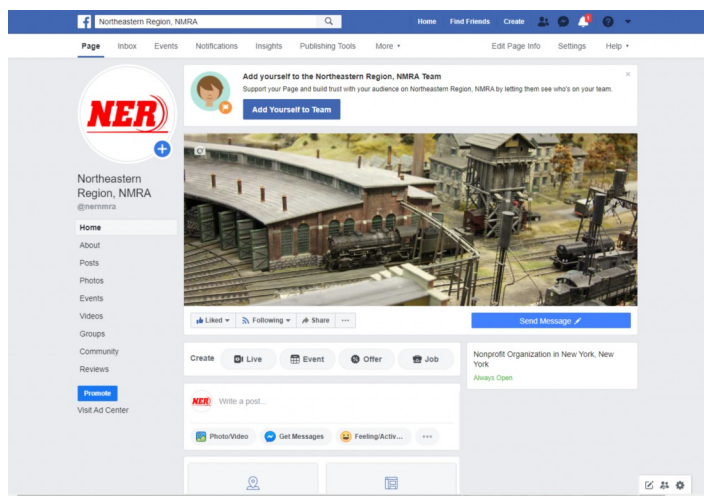 Northeastern Region, NMRA
Home Find Friends Create
Page Inbox Events Notifications Insights Publishing Tools More Edit Page Info Settings Help
NER
Northeastern
Region, NMRA
@nernmra
Home
About
Posts
Photos
Events
Videos
Groups
Community
Reviews
Promote
Visit Ad Center
Add yourself to the Northeastern Region, NMRA Team
Support your Page and build trust with your audience on Northeastern Region, NMRA by letting them see who's on your team.
Add Yourself to Team
Liked Following Share
Send Message
Create Live Event Offer Job
NER Write a post...
Photo/Video Get Messages Feeling/Activ...
Nonprofit Organization in New York, New
York
Always Open